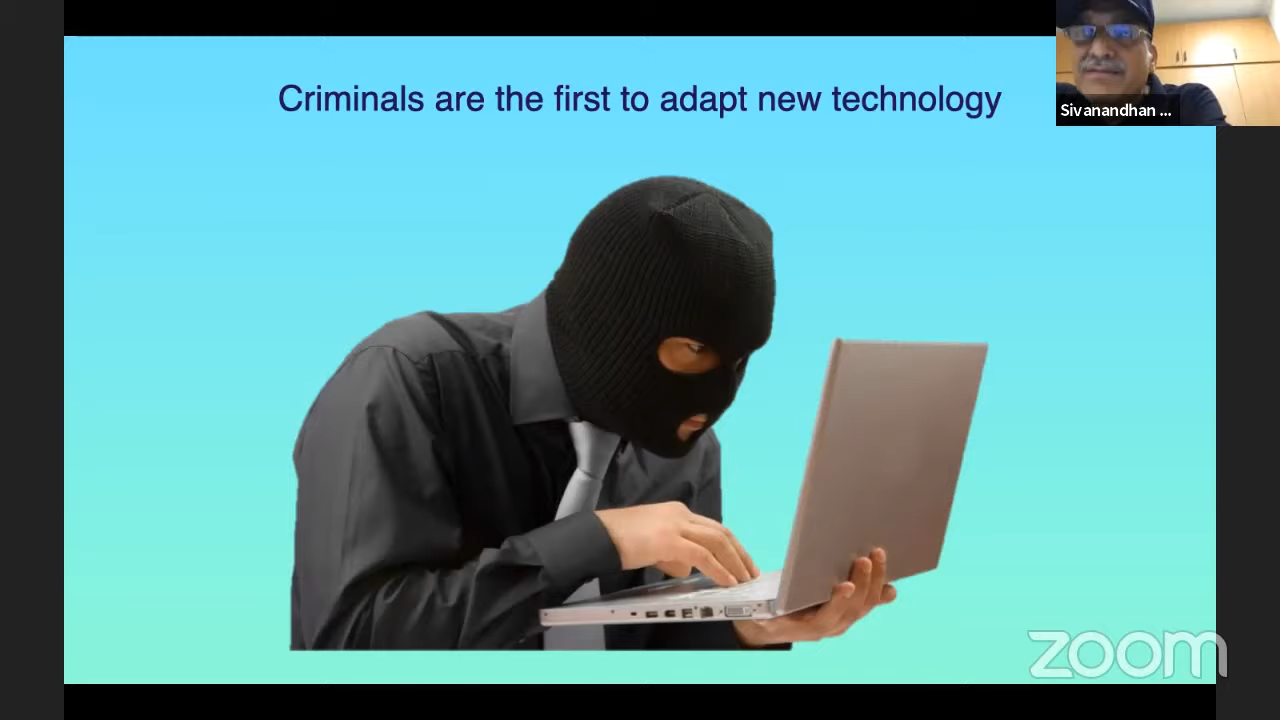 Criminals are the first to adapt new technology
Sivanandhan ...
zoom